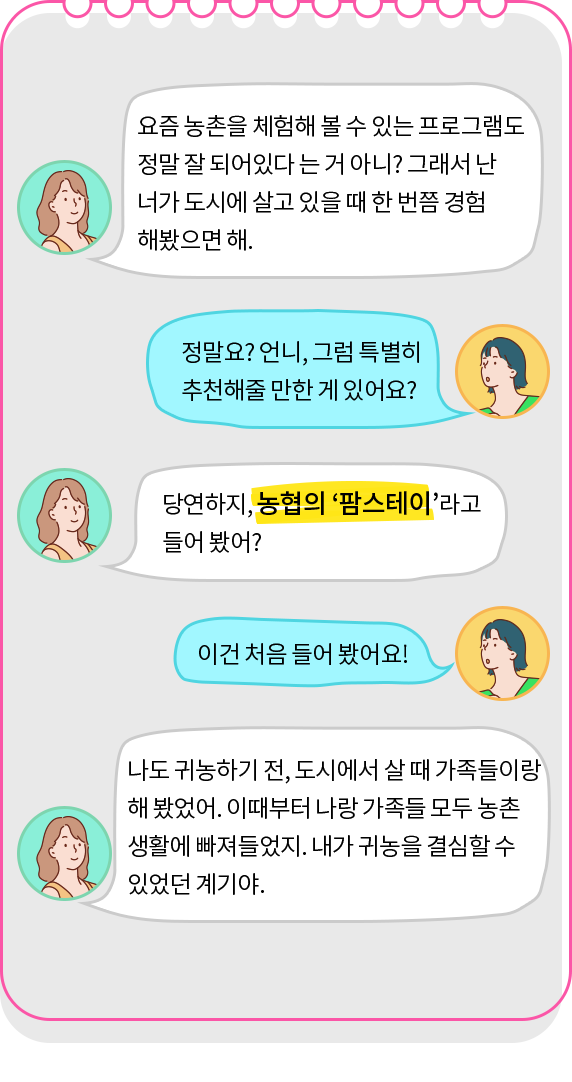 요즘 농촌을 체험해 볼 수 있는 프로그램도
정말 잘 되어있다 는 거 아니? 그래서 난
너가 도시에 살고 있을 때 한 번쯤 경험
해봤으면 해.
정말요? 언니, 그럼 특별히
추천해줄 만한 게 있어요?
당연하지, 농협의 ‘팜스테이’라고
들어 봤어?
이건 처음 들어 봤어요!
나도 귀농하기 전, 도시에서 살 때 가족들이랑
해 봤었어. 이때부터 나랑 가족들 모두 농촌
생활에 빠져들었지. 내가 귀농을 결심할 수
있었던 계기야.